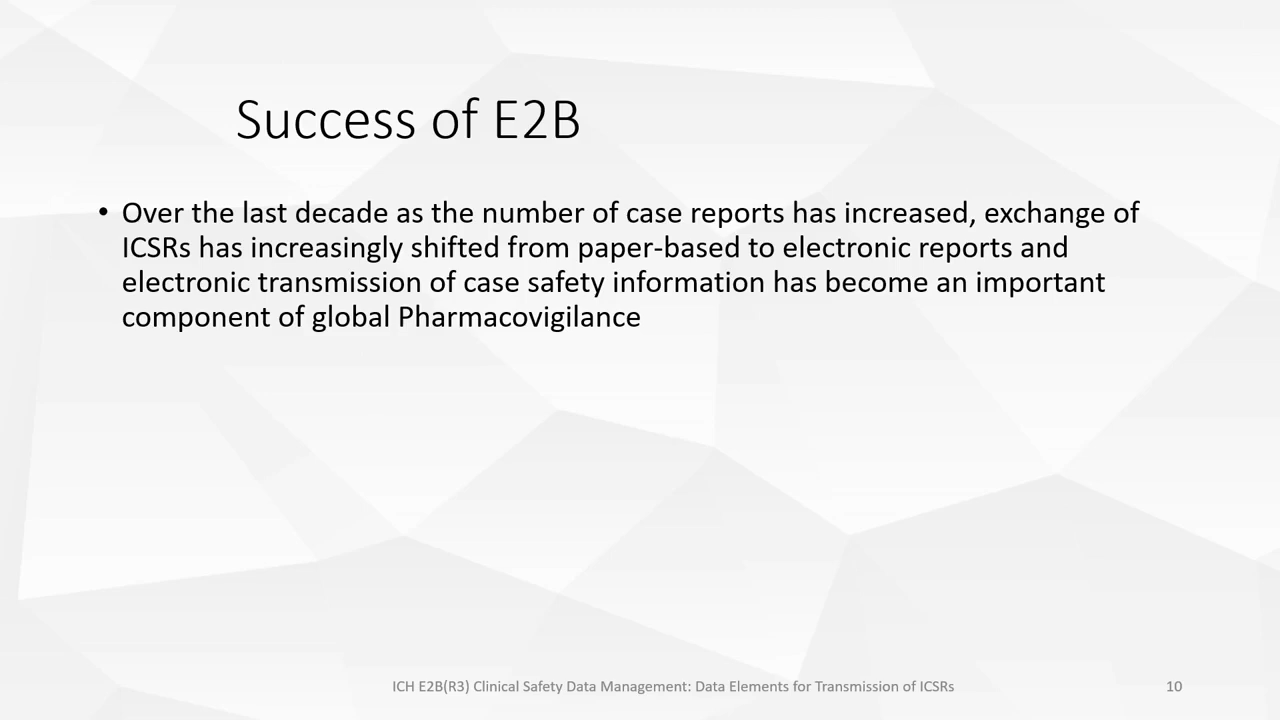 Success of E2B
• Over the last decade as the number of case reports has increased, exchange of
ICSRs has increasingly shifted from paper-based to electronic reports and
electronic transmission of case safety information has become an important
component of global Pharmacovigilance
ICH E2B(R3) Clinical Safety Data Management: Data Elements for Transmission of ICSRs
10